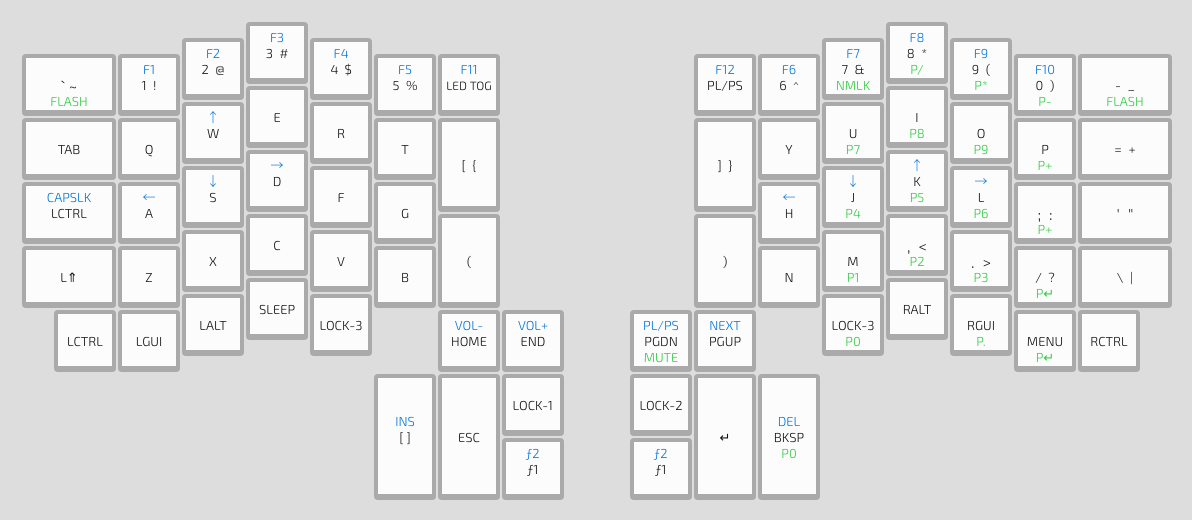 ` ~
FLASH
F1
1 !
F2
2 @
F3
3 #
F4
4 $
F5
5 %
F11
LED TOG
TAB
Q
↑
W
E
R
T
[ {
CAPSLK
LCTRL
←
A
↓
S
→
D
F
G
(
L⇑
Z
X
C
V
B
LCTRL
LGUI
LALT
SLEEP
LOCK-3
VOL-
HOME
VOL+
END
INS
[ ]
ESC
LOCK-1
ƒ2
ƒ1
F12
PL/PS
F6
6 ^
F7
7 &
NMLK
F8
8 *
P/
F9
9 (
P*
F10
0 )
P-
- _
FLASH
] }
Y
U
P7
I
P8
O
P9
P
P+
= +
)
←
H
↓
J
P4
↑
K
P5
→
L
P6
; :
P+
' "
N
M
P1
, <
P2
. >
P3
/ ?
P↵
\ |
PL/PS
PGDN
MUTE
NEXT
PGUP
LOCK-3
P0
RALT
RGUI
P.
MENU
P↵
RCTRL
LOCK-2
ƒ2
ƒ1
↵
DEL
BKSP
P0